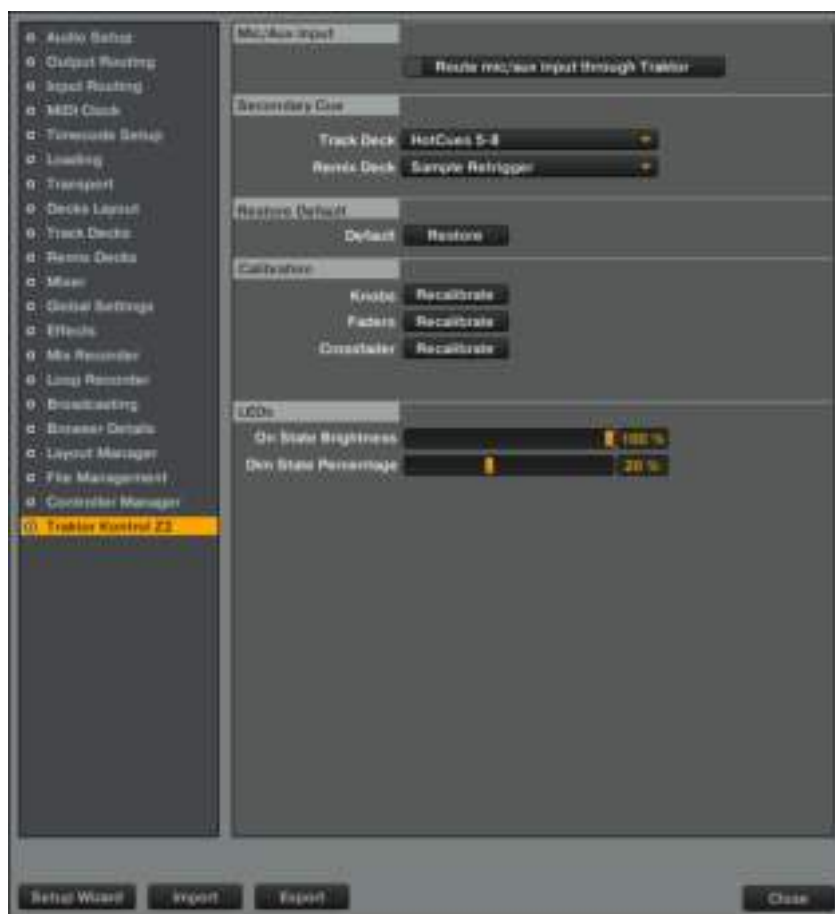 Audio Setup
Output Routing
Input Routing
MIDI Clock
Timecode Setup
Loading
Transport
Decks Layout
Track Decks
Remix Decks
Mixer
Global Settings
Effects
Mix Recorder
Loop Recorder
Broadcasting
Browser Details
Layout Manager
File Management
Controller Manager
Traktor Kontrol Z2
Mic/Aux Input
Route mic/aux input through Traktor
Secondary Cue
Track Deck HotCues 5-8
Remix Deck Sample Retrigger
Restore Default
Default Restore
Calibration
Knobs Recalibrate
Faders Recalibrate
Crossfader Recalibrate
LEDs
On State Brightness 100 %
Dim State Percentage 20 %
Setup Wizard Import Export Close